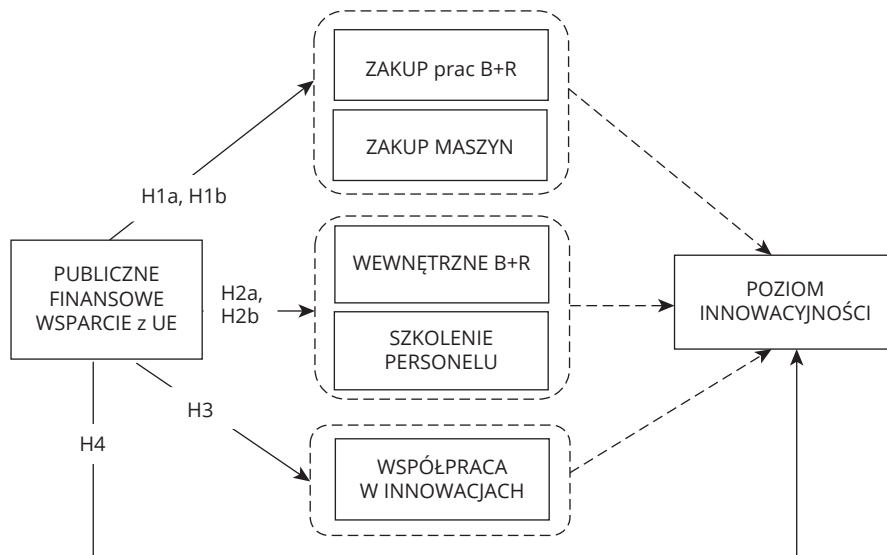 ZAKUP prac B+R
ZAKUP MASZYN
H1a, H1b
PUBLICZNE
FINANSOWE
WSPARCIE z UE
H2a,
H2b
WEWNĘTRZNE B+R
SZKOLENIE
PERSONELU
POZIOM
INNOWACYJNOŚCI
H3
H4
WSPÓŁPRACA
W INNOWACJACH